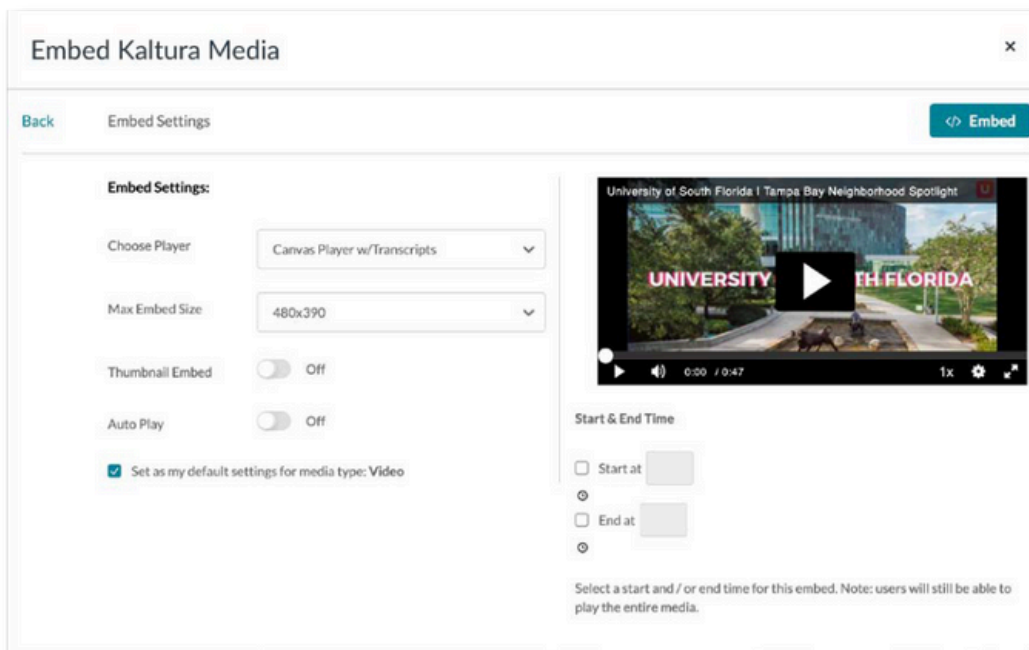 Embed Kaltura Media
×
Back
Embed Settings
</> Embed
Embed Settings:
Choose Player
Canvas Player w/Transcripts
Max Embed Size
480x390
Thumbnail Embed
Off
Auto Play
Off
Set as my default settings for media type: Video
University of South Florida | Tampa Bay Neighborhood Spotlight
U
UNIVERSITY
TH FLORIDA
0:00 / 0:47
1x
Start & End Time
Start at
End at
Select a start and / or end time for this embed. Note: users will still be able to
play the entire media.